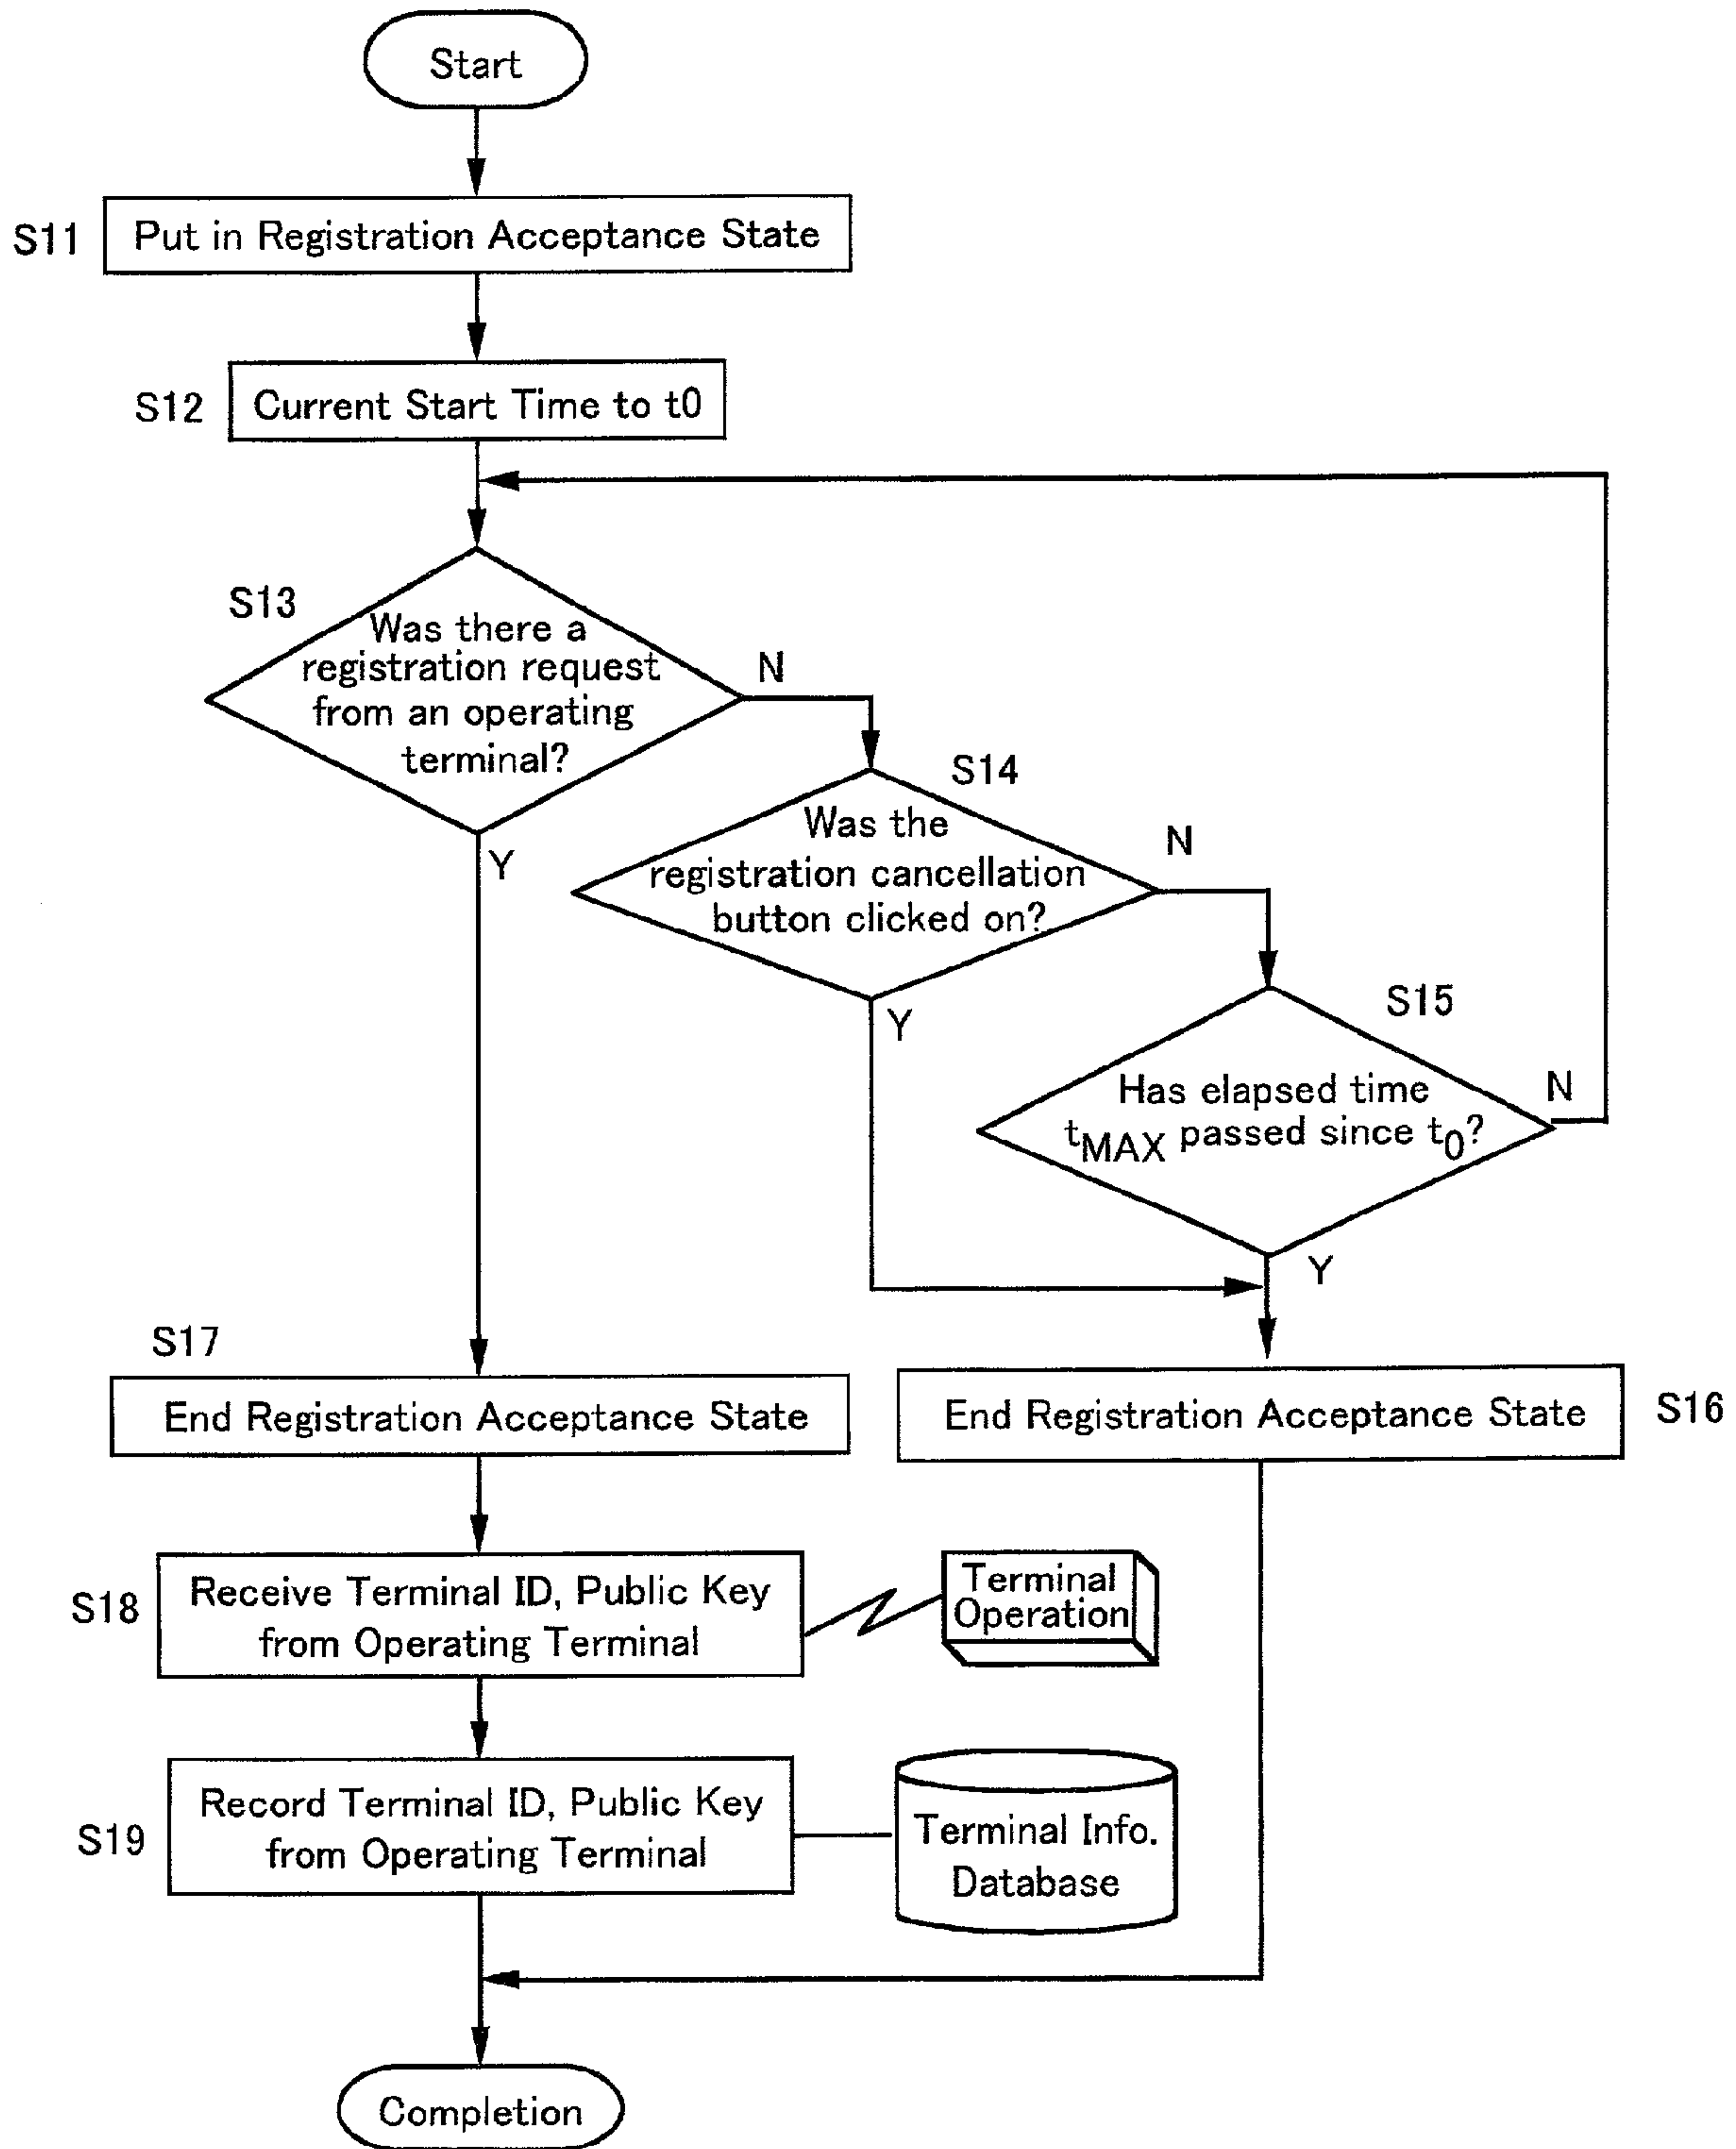 Start
S11
Put in Registration Acceptance State
S12
Current Start Time to t0
S13
Was there a
registration request
from an operating
terminal?
N
Y
S14
Was the
registration cancellation
button clicked on?
N
Y
S15
Has elapsed time
tMAX passed since t0?
N
Y
S17
End Registration Acceptance State
End Registration Acceptance State
S16
S18
Receive Terminal ID, Public Key
from Operating Terminal
Terminal
Operation
S19
Record Terminal ID, Public Key
from Operating Terminal
Terminal Info.
Database
Completion